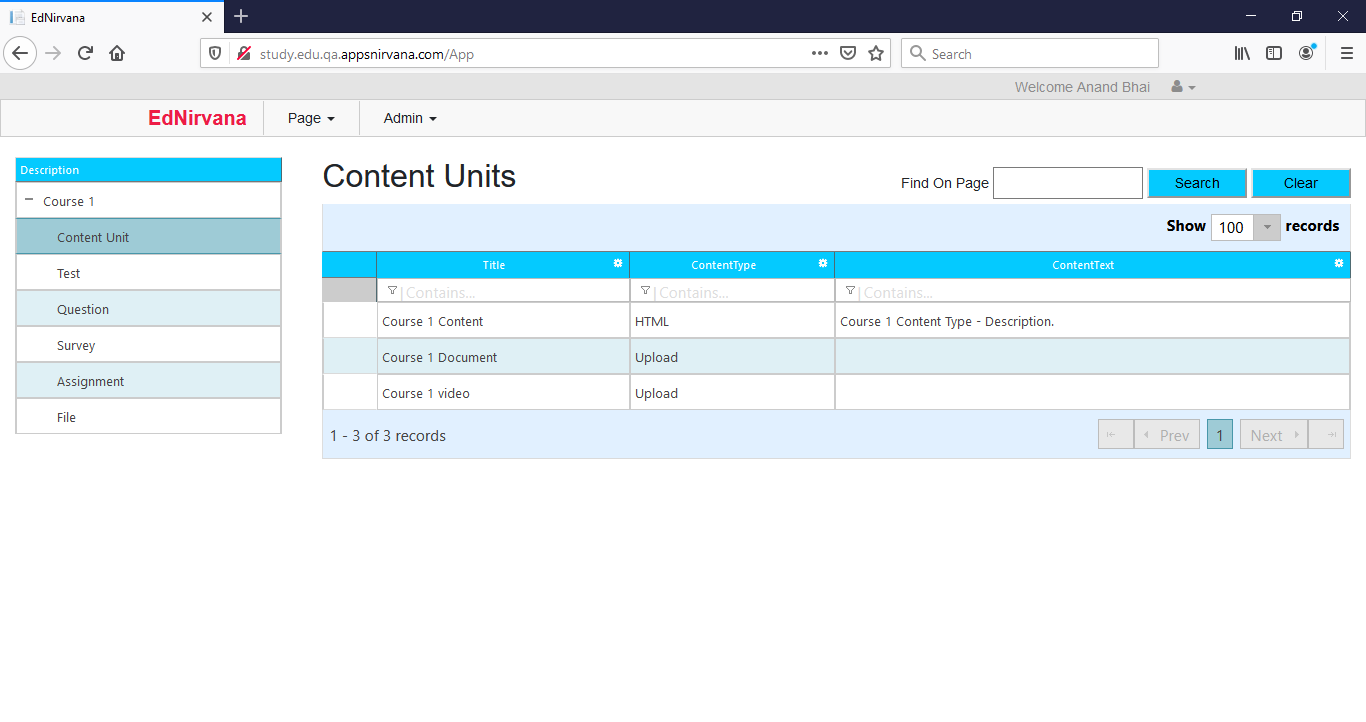 EdNirvana
study.edu.qa.appsnirvana.com/App
Search
Welcome Anand Bhai
EdNirvana Page Admin
Description
Course 1
Content Unit
Test
Question
Survey
Assignment
File
Content Units
Find On Page Search Clear
Show 100 records
Title ContentType ContentText
Contains... Contains... Contains...
Course 1 Content HTML Course 1 Content Type - Description.
Course 1 Document Upload
Course 1 video Upload
1 - 3 of 3 records Prev 1 Next